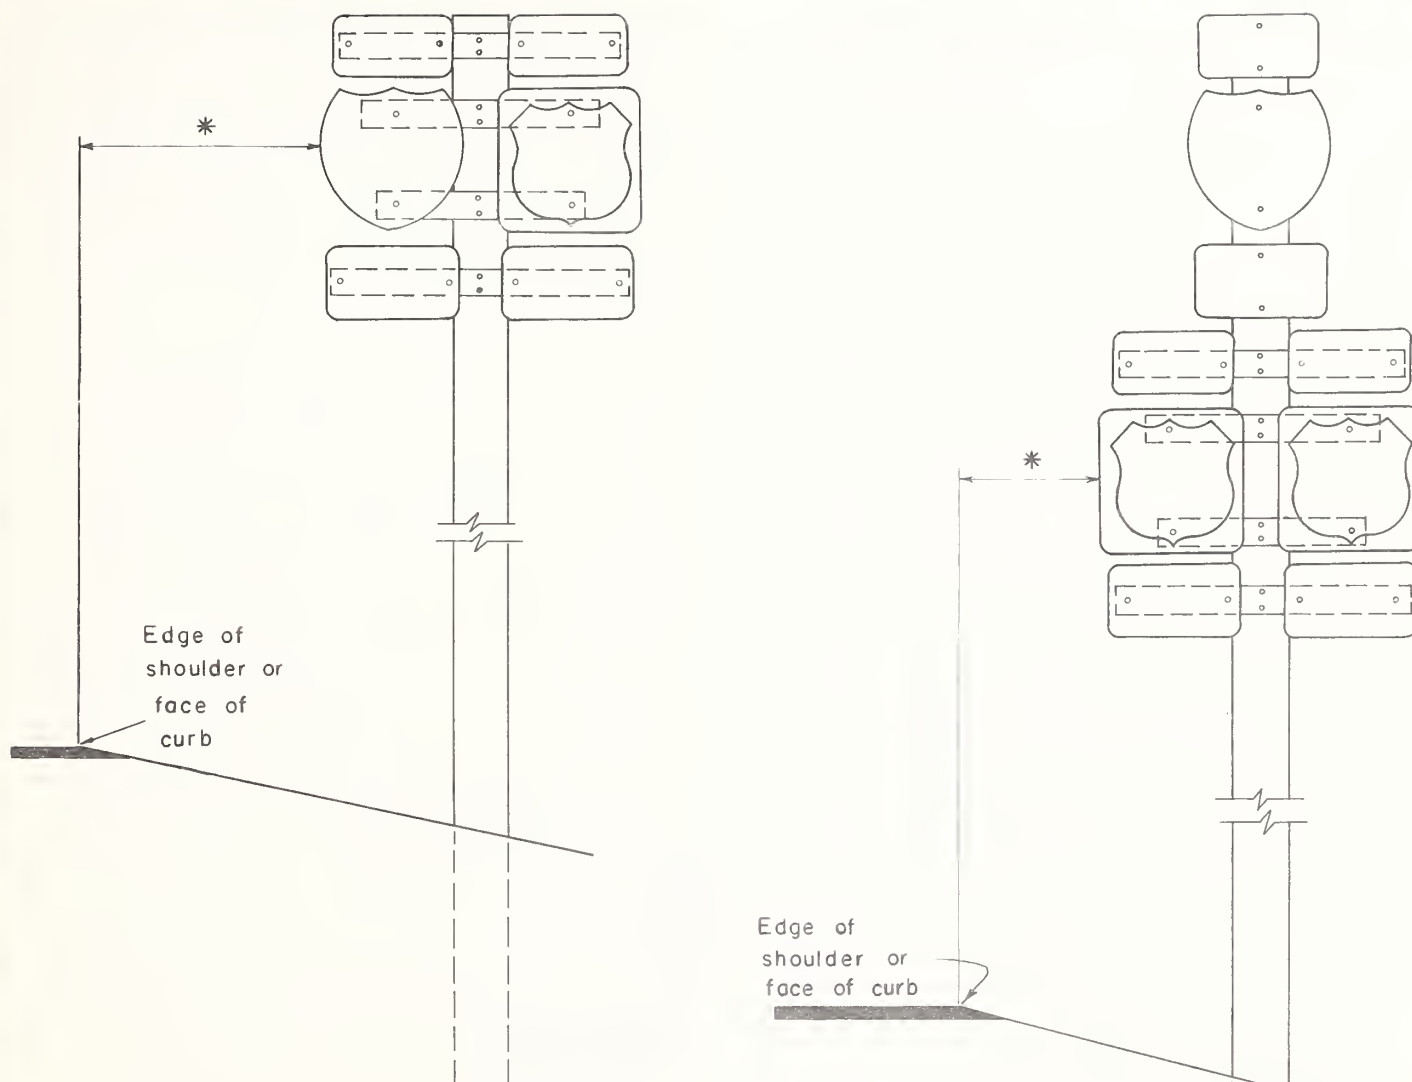 *
Edge of
shoulder or
face of
curb
*
Edge of
shoulder or
face of curb